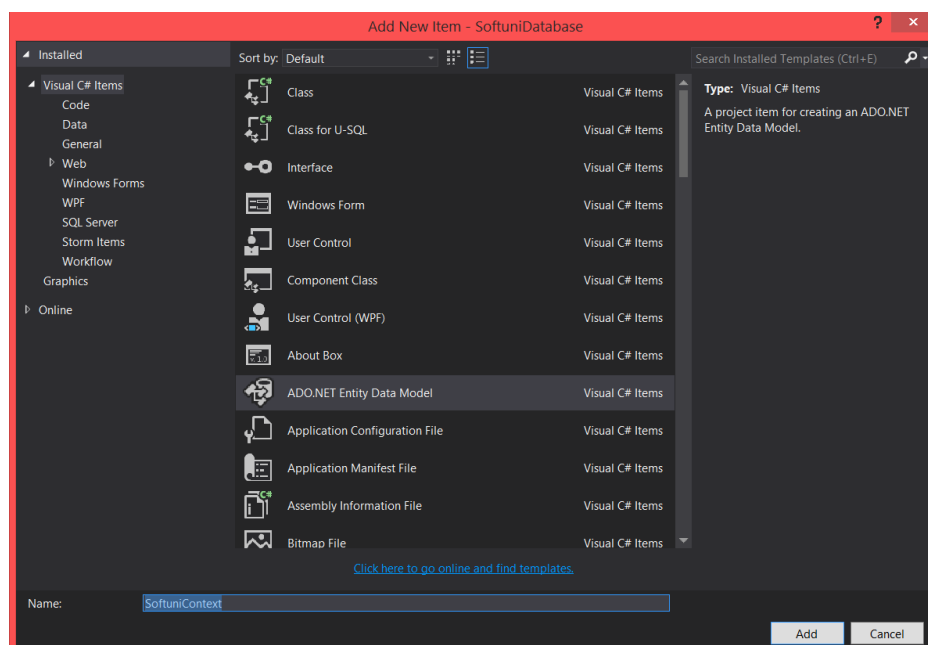 Add New Item - SoftuniDatabase
?
×
Installed
Sort by: Default
Search Installed Templates (Ctrl+E)
Visual C# Items
Code
Data
General
Web
Windows Forms
WPF
SQL Server
Storm Items
Workflow
Graphics
Online
Class Visual C# Items
Class for U-SQL Visual C# Items
Interface Visual C# Items
Windows Form Visual C# Items
User Control Visual C# Items
Component Class Visual C# Items
User Control (WPF) Visual C# Items
About Box Visual C# Items
ADO.NET Entity Data Model Visual C# Items
Application Configuration File Visual C# Items
Application Manifest File Visual C# Items
Assembly Information File Visual C# Items
Bitmap File Visual C# Items
Type: Visual C# Items
A project item for creating an ADO.NET
Entity Data Model.
Click here to go online and find templates.
Name: SoftuniContext
Add Cancel